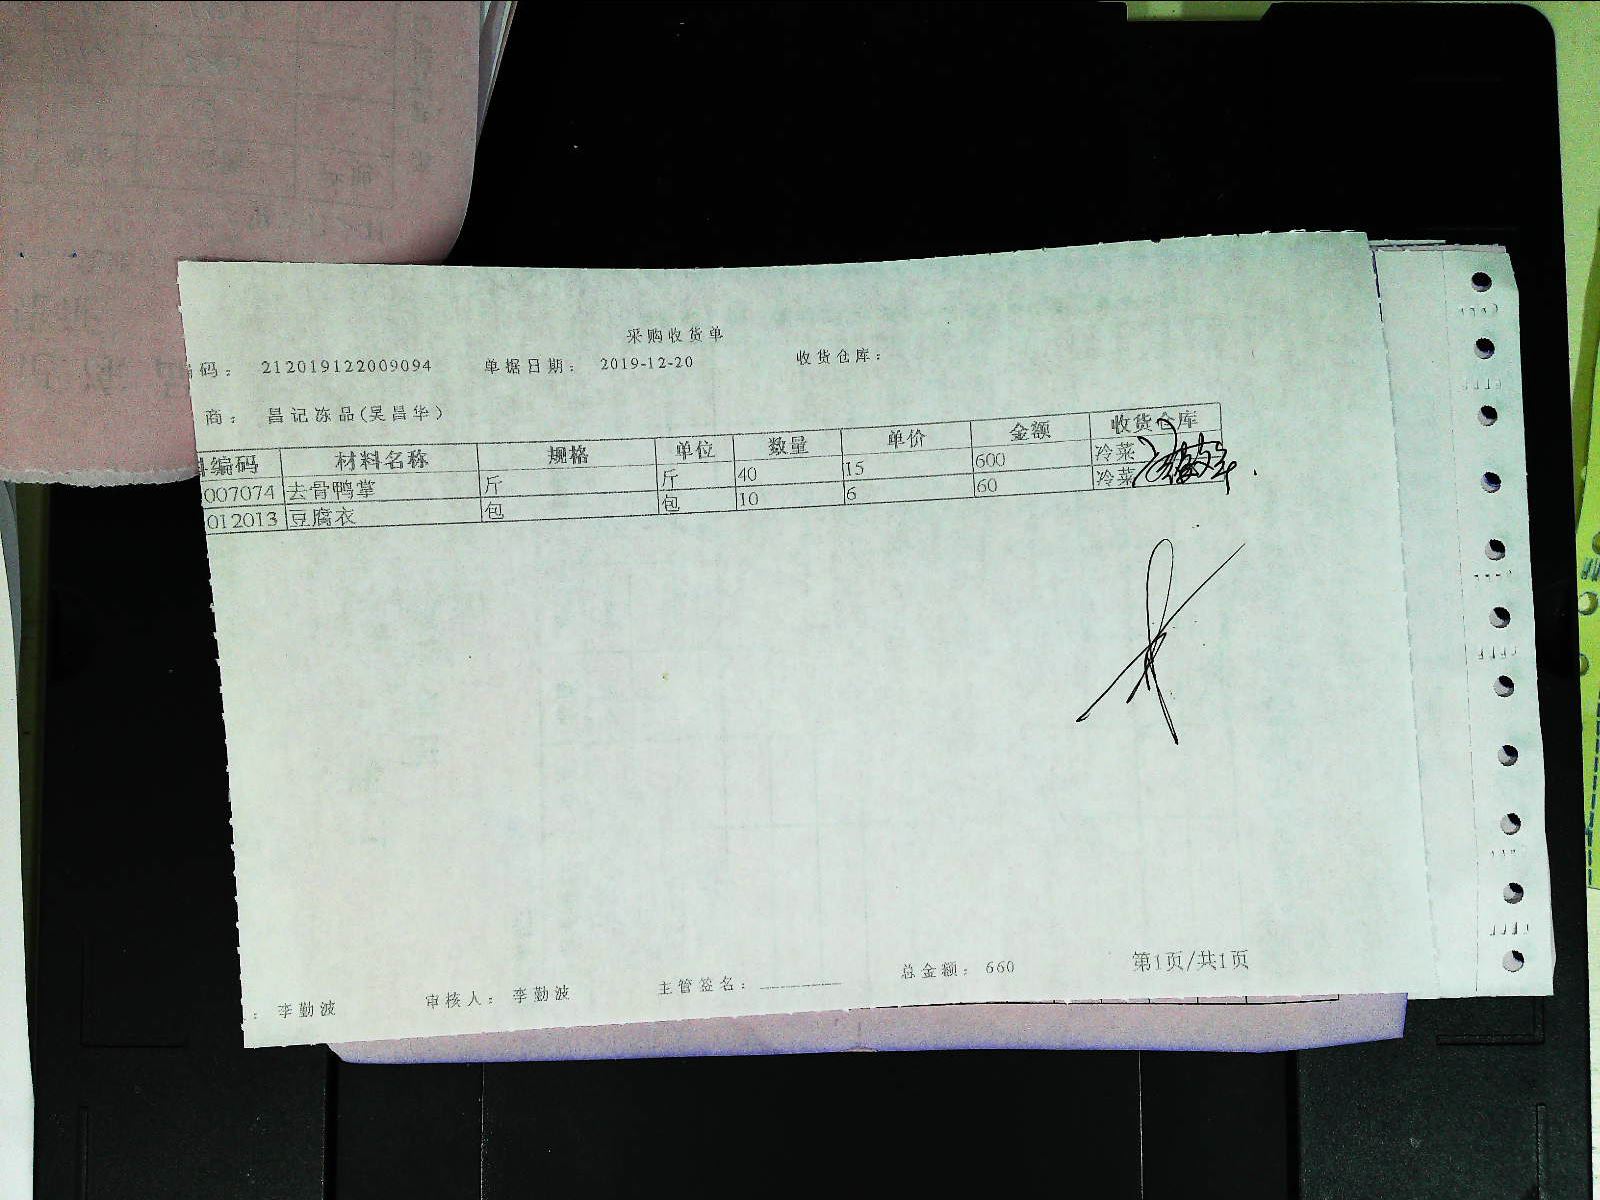 采购收货单
编码： 212019122009094 单据日期： 2019-12-20 收货仓库：
商： 昌记冻品(吴昌华)
料编码 材料名称 规格 单位 数量 单价 金额 收货仓库
007074 去骨鸭掌 斤 斤 40 15 600 冷菜
012013 豆腐衣 包 包 10 6 60 冷菜
： 李勤波 审核人： 李勤波 主管签名：________ 总金额： 660 第1页/共1页